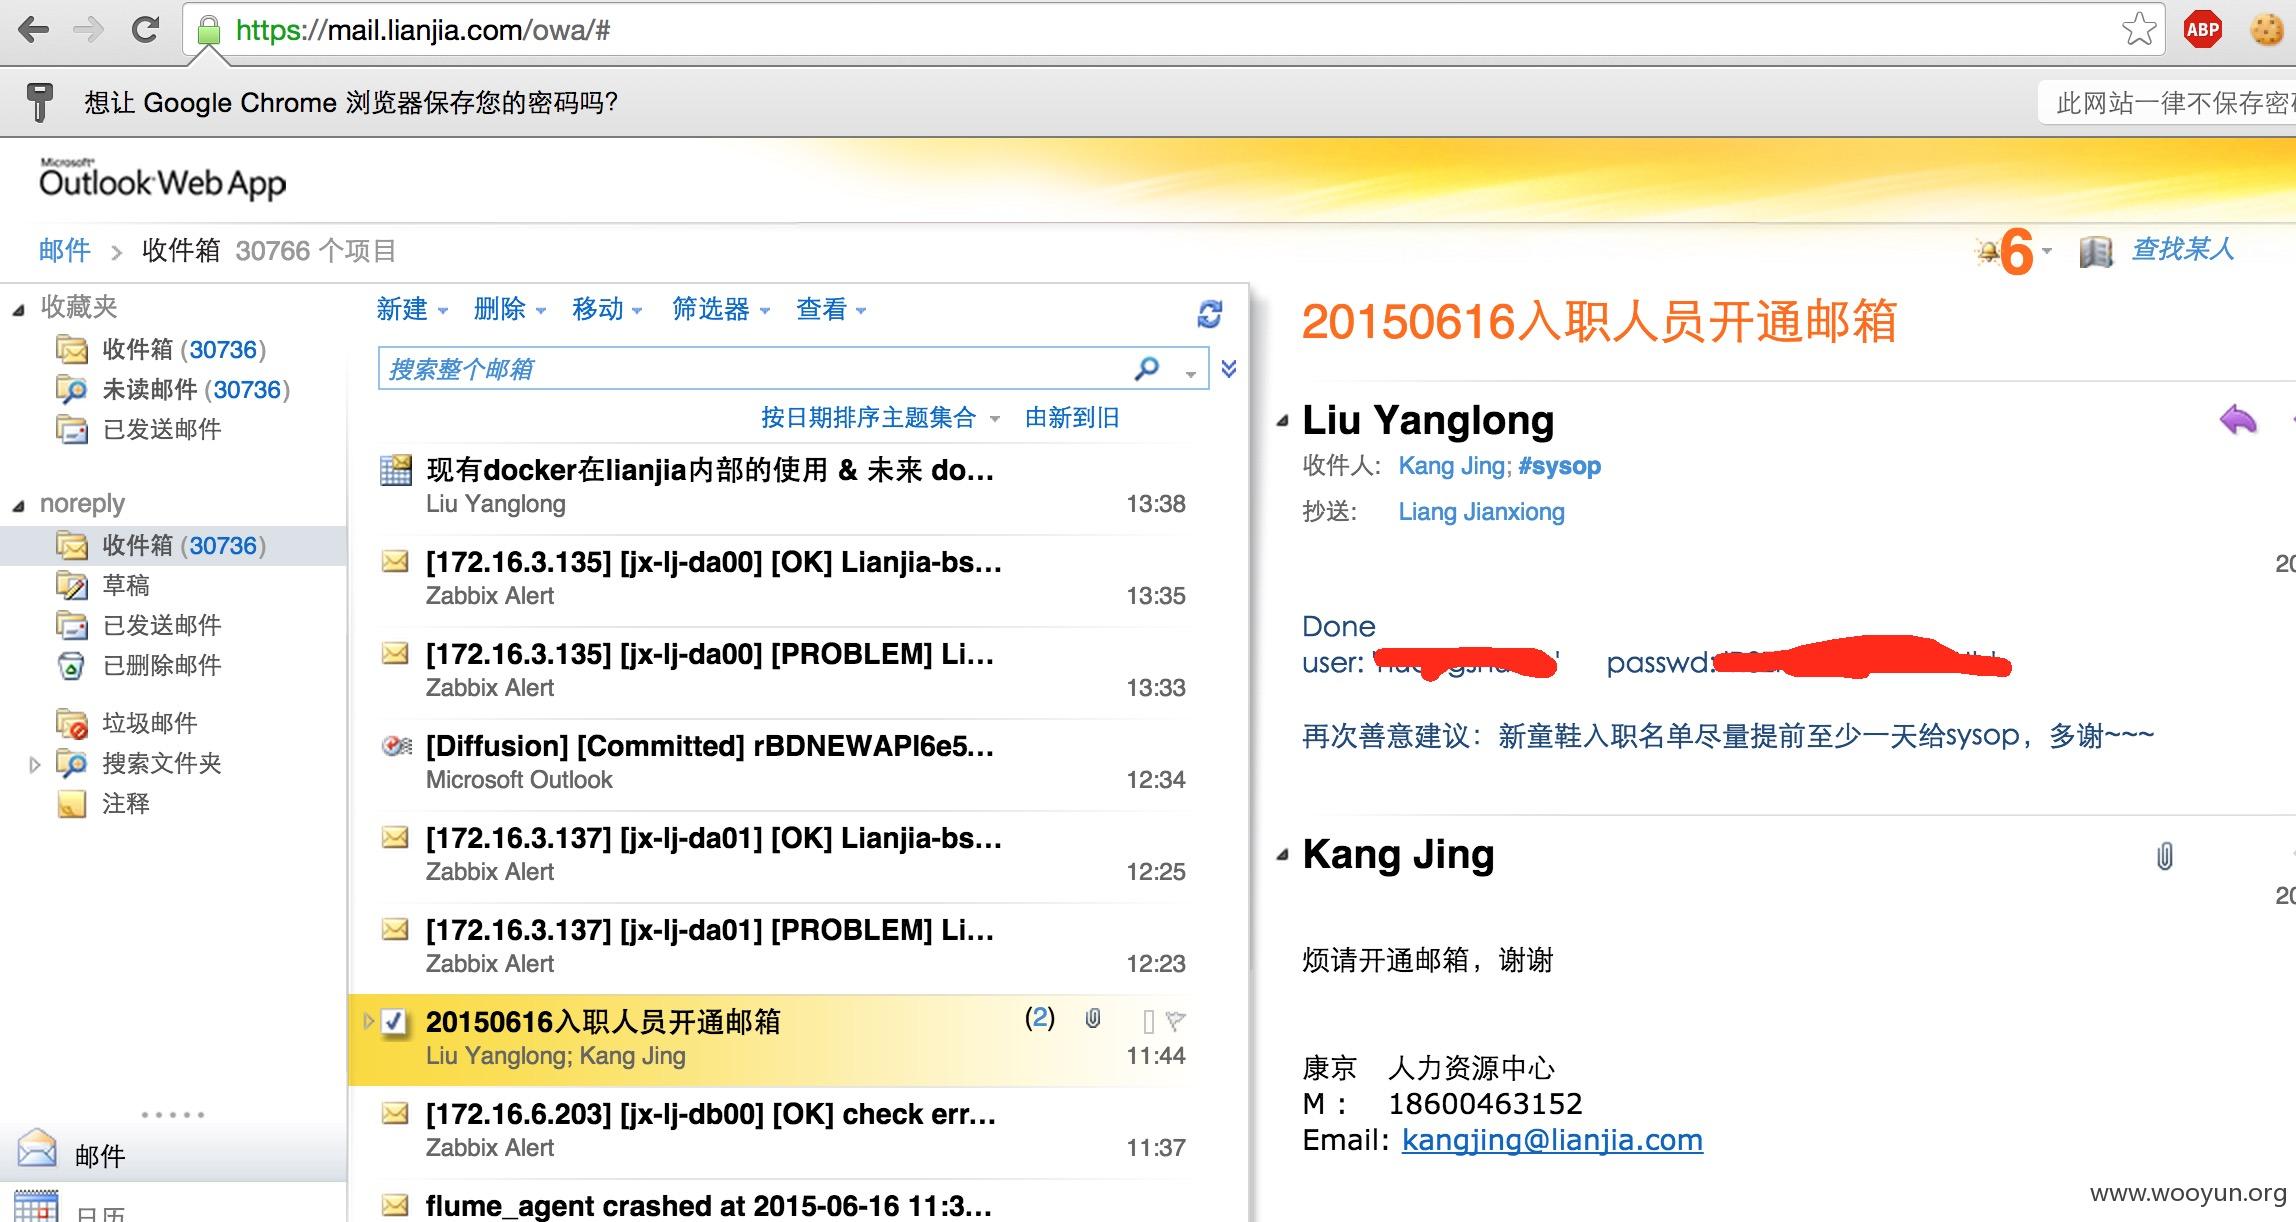 https://mail.lianjia.com/owa/#
ABP
想让 Google Chrome 浏览器保存您的密码吗?
此网站一律不保存密
Microsoft
Outlook Web App
邮件 > 收件箱 30766 个项目
6
查找某人
收藏夹
收件箱 (30736)
未读邮件 (30736)
已发送邮件
noreply
收件箱 (30736)
草稿
已发送邮件
已删除邮件
垃圾邮件
搜索文件夹
注释
邮件
日历
新建 删除 移动 筛选器 查看
搜索整个邮箱
按日期排序主题集合 由新到旧
现有docker在lianjia内部的使用 & 未来 do...
Liu Yanglong 13:38
[172.16.3.135] [jx-lj-da00] [OK] Lianjia-bs...
Zabbix Alert 13:35
[172.16.3.135] [jx-lj-da00] [PROBLEM] Li...
Zabbix Alert 13:33
[Diffusion] [Committed] rBDNEWAPI6e5...
Microsoft Outlook 12:34
[172.16.3.137] [jx-lj-da01] [OK] Lianjia-bs...
Zabbix Alert 12:25
[172.16.3.137] [jx-lj-da01] [PROBLEM] Li...
Zabbix Alert 12:23
20150616入职人员开通邮箱 (2)
Liu Yanglong; Kang Jing 11:44
[172.16.6.203] [jx-lj-db00] [OK] check err...
Zabbix Alert 11:37
flume_agent crashed at 2015-06-16 11:3...
20150616入职人员开通邮箱
Liu Yanglong
收件人: Kang Jing; #sysop
抄送: Liang Jianxiong
20
Done
user: passwd:
再次善意建议：新童鞋入职名单尽量提前至少一天给sysop，多谢~~~
Kang Jing
20
烦请开通邮箱，谢谢
康京 人力资源中心
M： 18600463152
Email: kangjing@lianjia.com
www.wooyun.org